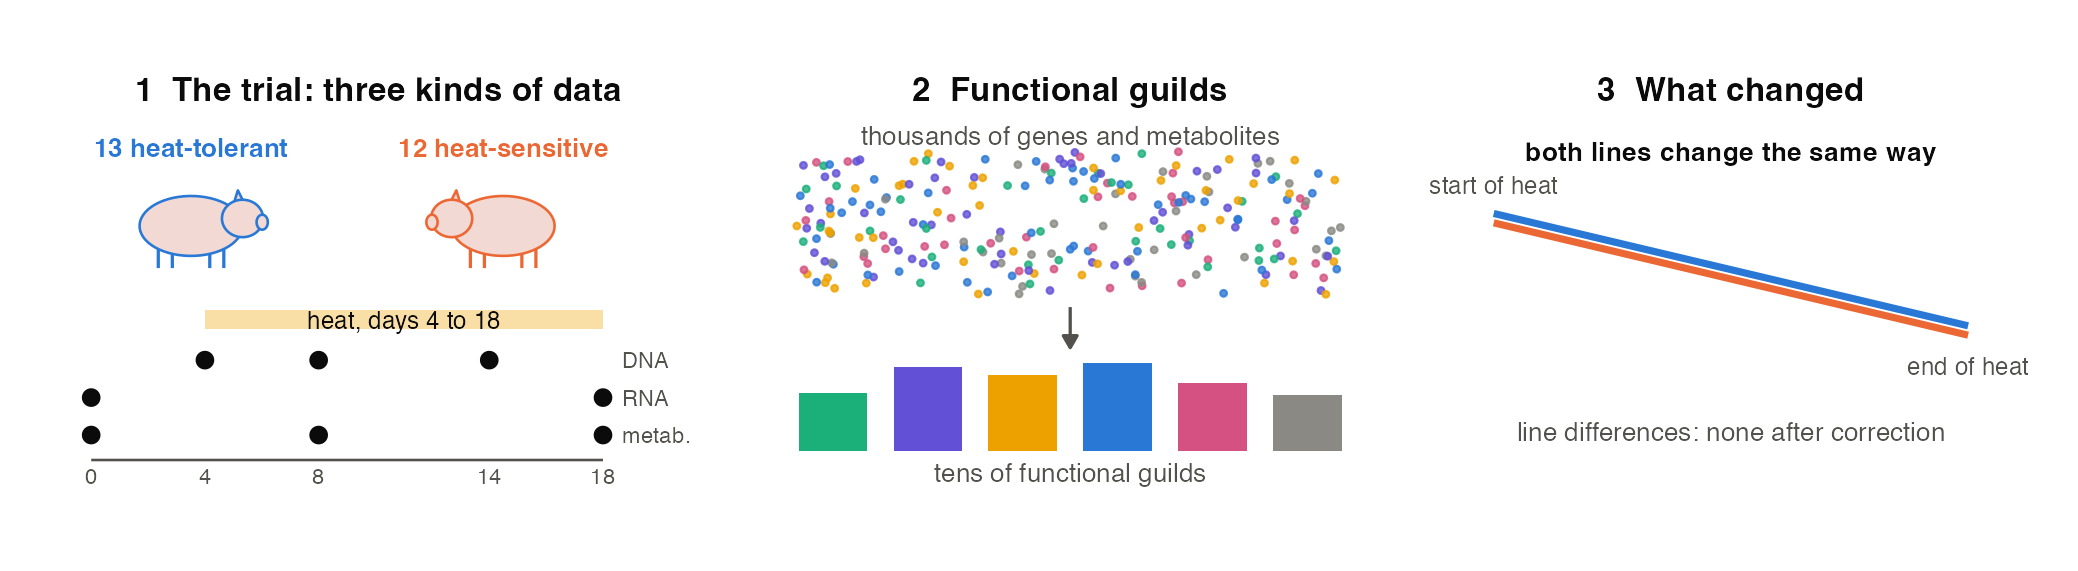 1 The trial: three kinds of data
13 heat-tolerant
12 heat-sensitive
heat, days 4 to 18
DNA
RNA
metab.
0 4 8 14 18
2 Functional guilds
thousands of genes and metabolites
tens of functional guilds
3 What changed
both lines change the same way
start of heat
end of heat
line differences: none after correction